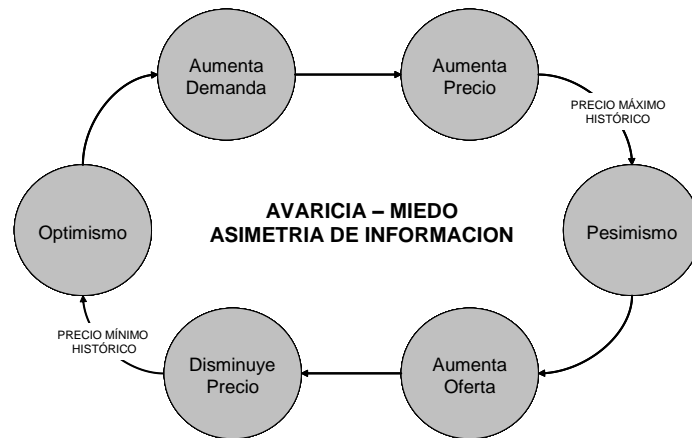 Aumenta
Demanda
Aumenta
Precio
PRECIO MÁXIMO
HISTÓRICO
Optimismo
AVARICIA – MIEDO
ASIMETRIA DE INFORMACION
Pesimismo
PRECIO MÍNIMO
HISTÓRICO
Disminuye
Precio
Aumenta
Oferta